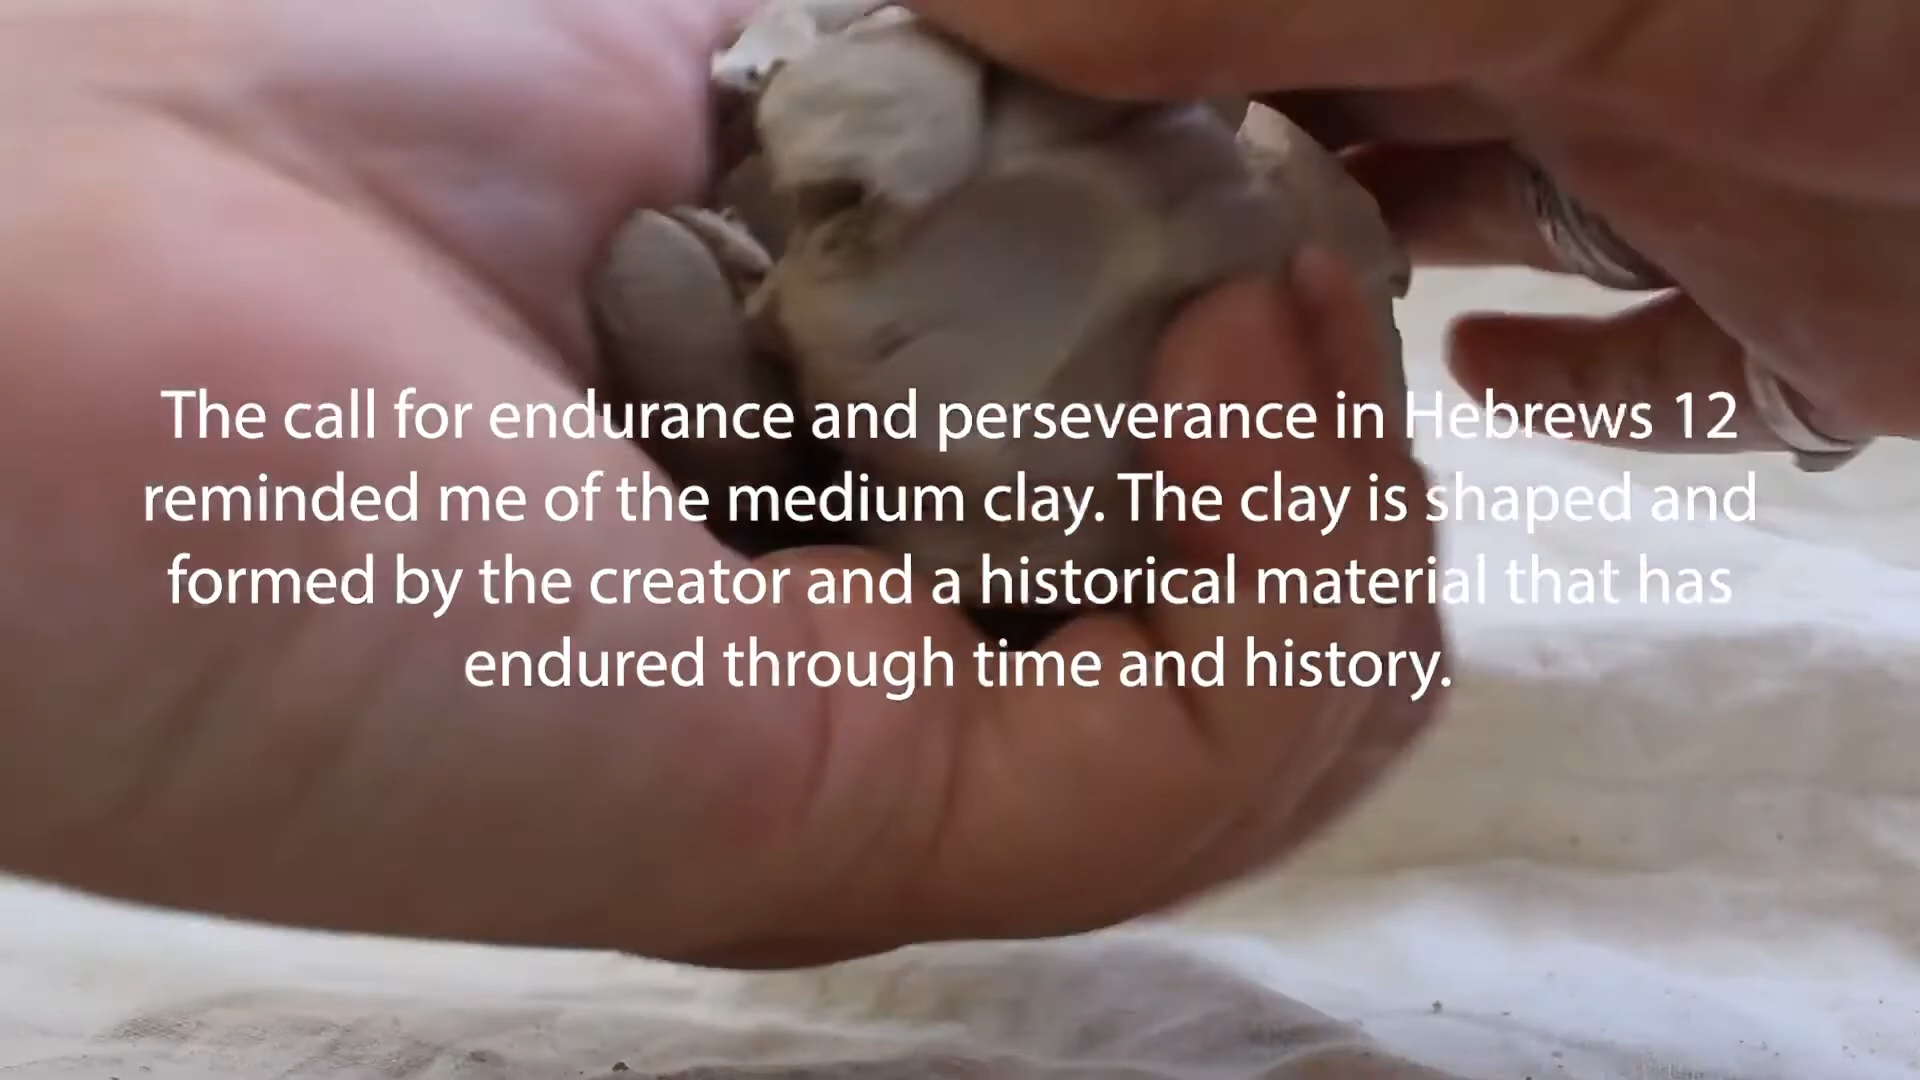 The call for endurance and perseverance in Hebrews 12
reminded me of the medium clay. The clay is shaped and
formed by the creator and a historical material that has
endured through time and history.